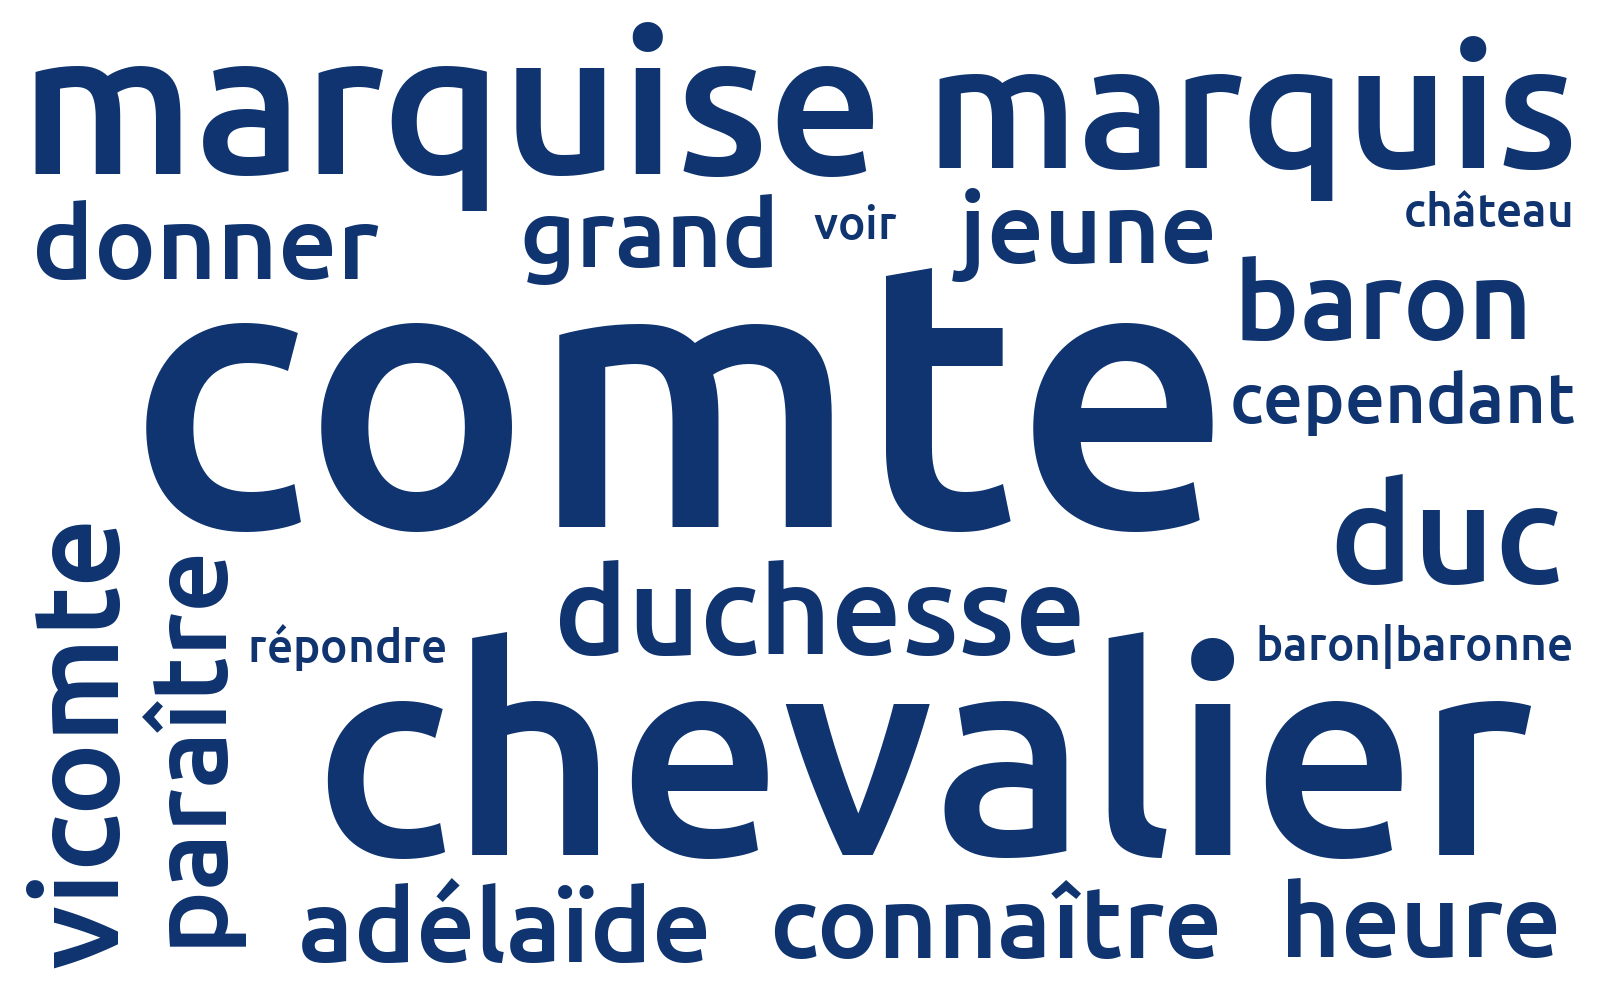 marquise
marquis
donner
grand
voir
jeune
château
comte
baron
cependant
duc
vicomte
paraître
répondre
duchesse
baron|baronne
chevalier
adélaïde
connaître
heure